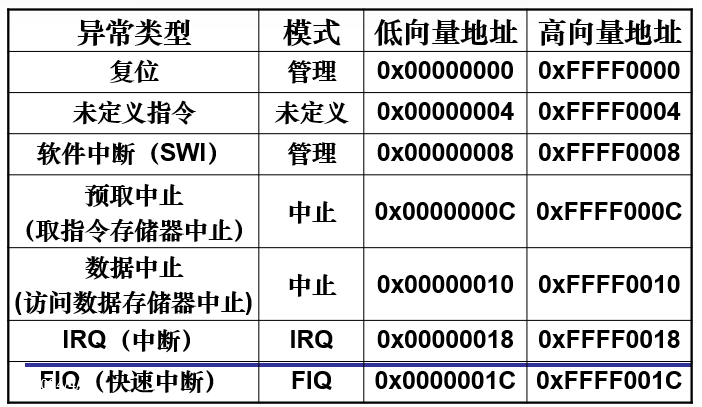 异常类型 模式 低向量地址 高向量地址
复位 管理 0x00000000 0xFFFF0000
未定义指令 未定义 0x00000004 0xFFFF0004
软件中断（SWI） 管理 0x00000008 0xFFFF0008
预取中止
(取指令存储器中止） 中止 0x0000000C 0xFFFF000C
数据中止
(访问数据存储器中止) 中止 0x00000010 0xFFFF0010
IRQ（中断） IRQ 0x00000018 0xFFFF0018
FIQ（快速中断） FIQ 0x0000001C 0xFFFF001C